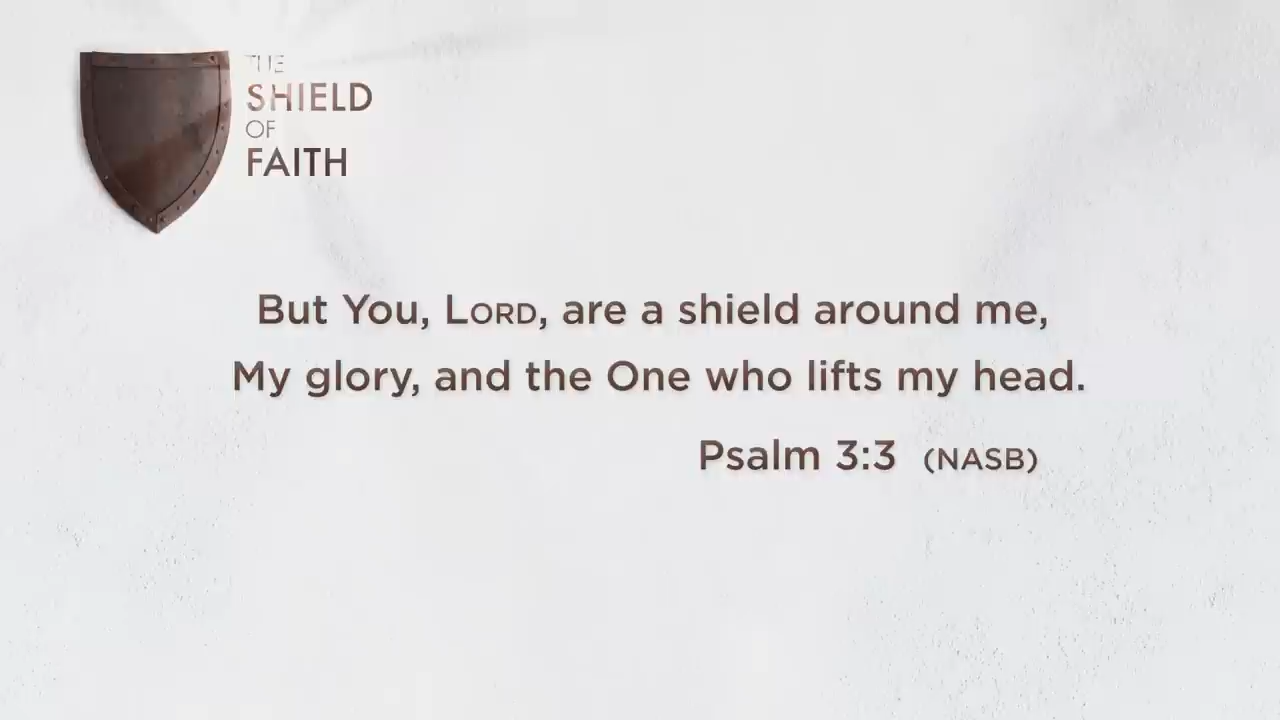 THE
SHIELD
OF
FAITH
But You, LORD, are a shield around me,
My glory, and the One who lifts my head.
Psalm 3:3 (NASB)